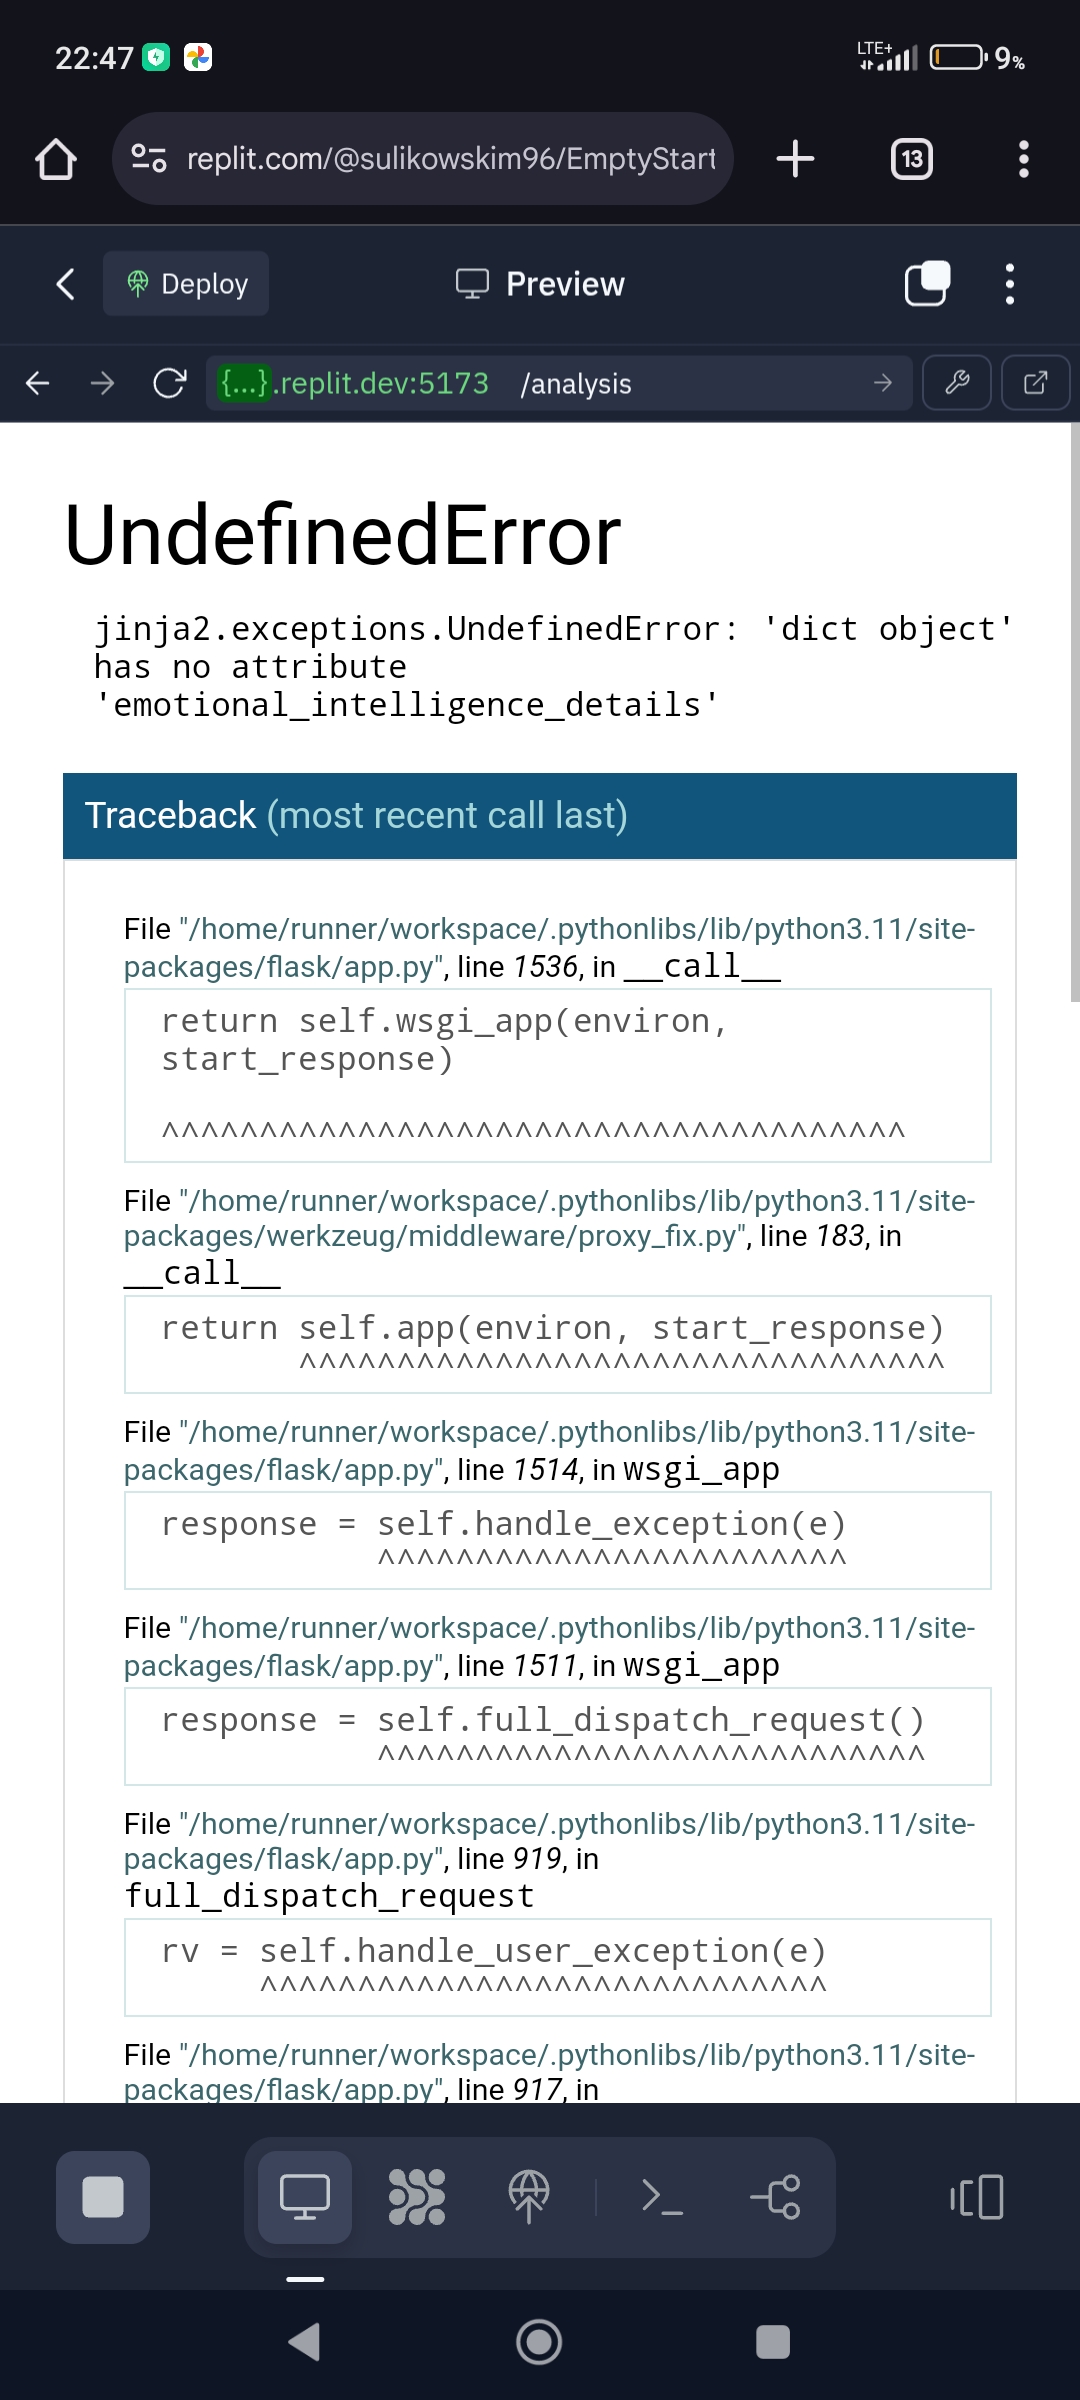 22:47
LTE+
9%
replit.com/@sulikowskim96/EmptyStart
13
Deploy
Preview
{...}.replit.dev:5173 /analysis
UndefinedError
jinja2.exceptions.UndefinedError: 'dict object'
has no attribute
'emotional_intelligence_details'
Traceback (most recent call last)
File "/home/runner/workspace/.pythonlibs/lib/python3.11/site-
packages/flask/app.py", line 1536, in __call__
return self.wsgi_app(environ,
start_response)
^^^^^^^^^^^^^^^^^^^^^^^^^^^^^^^^^^^^^^
File "/home/runner/workspace/.pythonlibs/lib/python3.11/site-
packages/werkzeug/middleware/proxy_fix.py", line 183, in
__call__
return self.app(environ, start_response)
^^^^^^^^^^^^^^^^^^^^^^^^^^^^^^^^^
File "/home/runner/workspace/.pythonlibs/lib/python3.11/site-
packages/flask/app.py", line 1514, in wsgi_app
response = self.handle_exception(e)
^^^^^^^^^^^^^^^^^^^^^^^^
File "/home/runner/workspace/.pythonlibs/lib/python3.11/site-
packages/flask/app.py", line 1511, in wsgi_app
response = self.full_dispatch_request()
^^^^^^^^^^^^^^^^^^^^^^^^^^^^
File "/home/runner/workspace/.pythonlibs/lib/python3.11/site-
packages/flask/app.py", line 919, in
full_dispatch_request
rv = self.handle_user_exception(e)
^^^^^^^^^^^^^^^^^^^^^^^^^^^^^
File "/home/runner/workspace/.pythonlibs/lib/python3.11/site-
packages/flask/app.py", line 917, in